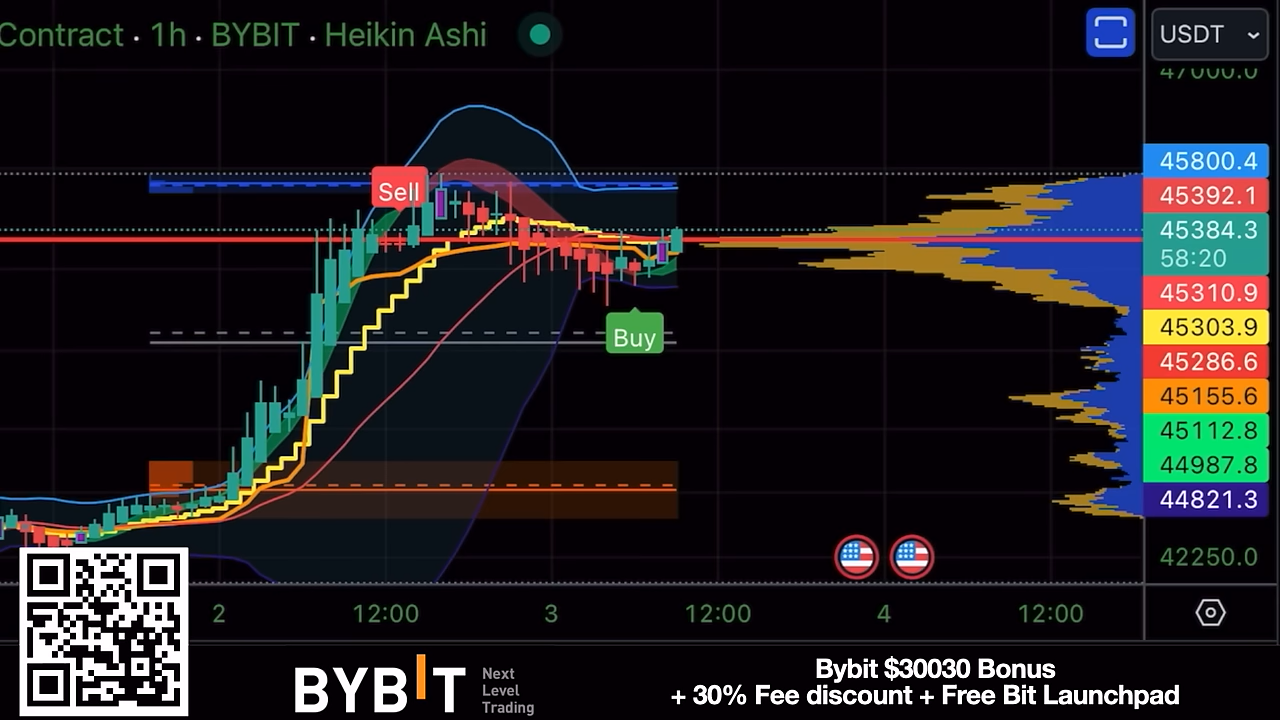 Contract · 1h · BYBIT · Heikin Ashi
USDT
47000.0
45800.4
45392.1
45384.3
58:20
45310.9
45303.9
45286.6
45155.6
45112.8
44987.8
44821.3
42250.0
Sell
Buy
2
12:00
3
12:00
4
12:00
BYBIT
Next
Level
Trading
Bybit $30030 Bonus
+ 30% Fee discount + Free Bit Launchpad